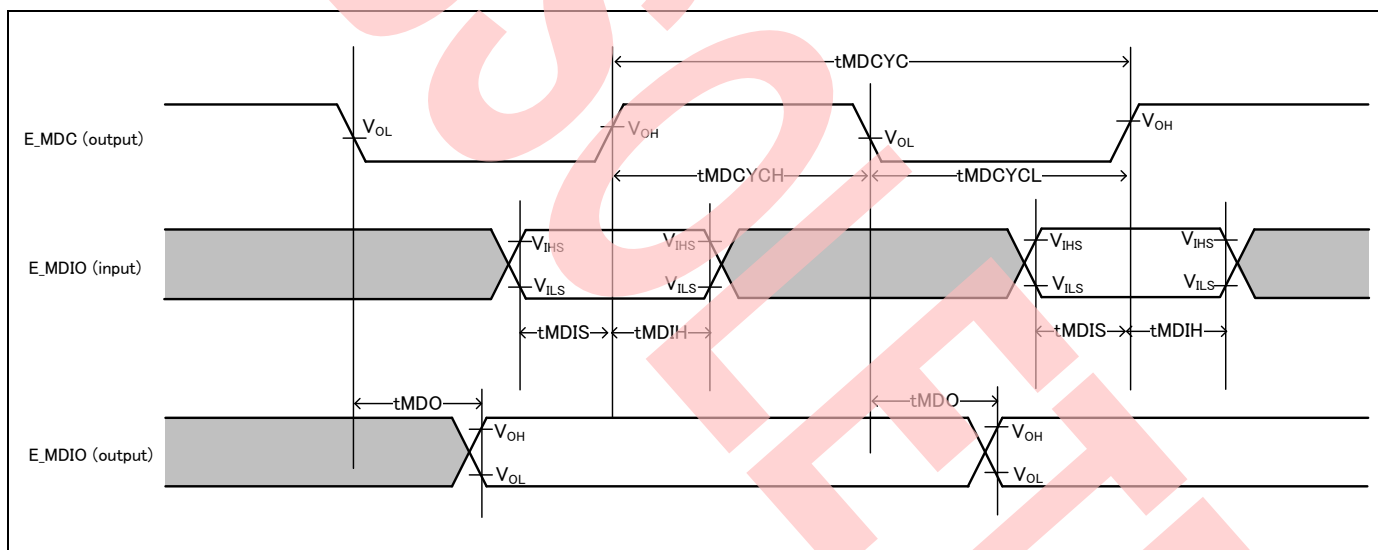 tMDCYC
E_MDC (output)
VOL
VOH
VOL
VOH
tMDCYCH
tMDCYCL
E_MDIO (input)
VIHS
VIHS
VIHS
VIHS
VILS
VILS
VILS
VILS
tMDIS
tMDIH
tMDIS
tMDIH
tMDO
tMDO
E_MDIO (output)
VOH
VOH
VOL
VOL